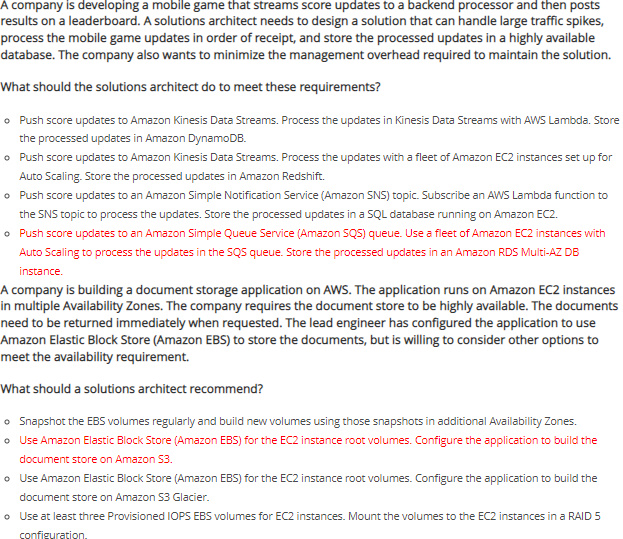 A company is developing a mobile game that streams score updates to a backend processor and then posts
results on a leaderboard. A solutions architect needs to design a solution that can handle large traffic spikes,
process the mobile game updates in order of receipt, and store the processed updates in a highly available
database. The company also wants to minimize the management overhead required to maintain the solution.
What should the solutions architect do to meet these requirements?
Push score updates to Amazon Kinesis Data Streams. Process the updates in Kinesis Data Streams with AWS Lambda. Store
the processed updates in Amazon DynamoDB.
Push score updates to Amazon Kinesis Data Streams. Process the updates with a fleet of Amazon EC2 instances set up for
Auto Scaling. Store the processed updates in Amazon Redshift.
Push score updates to an Amazon Simple Notification Service (Amazon SNS) topic. Subscribe an AWS Lambda function to
the SNS topic to process the updates. Store the processed updates in a SQL database running on Amazon EC2.
Push score updates to an Amazon Simple Queue Service (Amazon SQS) queue. Use a fleet of Amazon EC2 instances with
Auto Scaling to process the updates in the SQS queue. Store the processed updates in an Amazon RDS Multi-AZ DB
instance.
A company is building a document storage application on AWS. The application runs on Amazon EC2 instances
in multiple Availability Zones. The company requires the document store to be highly available. The documents
need to be returned immediately when requested. The lead engineer has configured the application to use
Amazon Elastic Block Store (Amazon EBS) to store the documents, but is willing to consider other options to
meet the availability requirement.
What should a solutions architect recommend?
Snapshot the EBS volumes regularly and build new volumes using those snapshots in additional Availability Zones.
Use Amazon Elastic Block Store (Amazon EBS) for the EC2 instance root volumes. Configure the application to build the
document store on Amazon S3.
Use Amazon Elastic Block Store (Amazon EBS) for the EC2 instance root volumes. Configure the application to build the
document store on Amazon S3 Glacier.
Use at least three Provisioned IOPS EBS volumes for EC2 instances. Mount the volumes to the EC2 instances in a RAID 5
configuration.